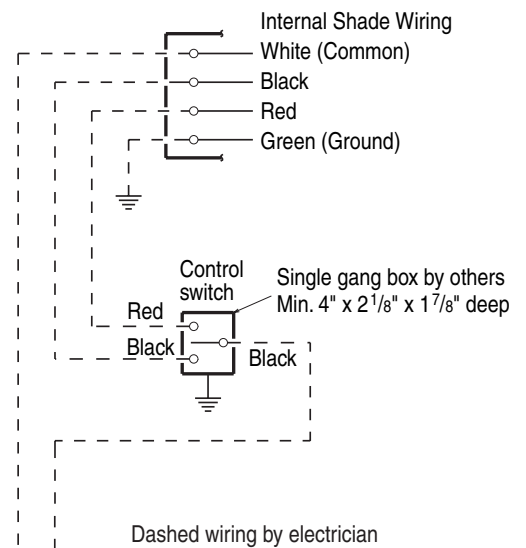 Internal Shade Wiring
White (Common)
Black
Red
Green (Ground)
Control
switch
Single gang box by others
Min. 4" x 2 1/8" x 1 7/8" deep
Red
Black
Black
Dashed wiring by electrician